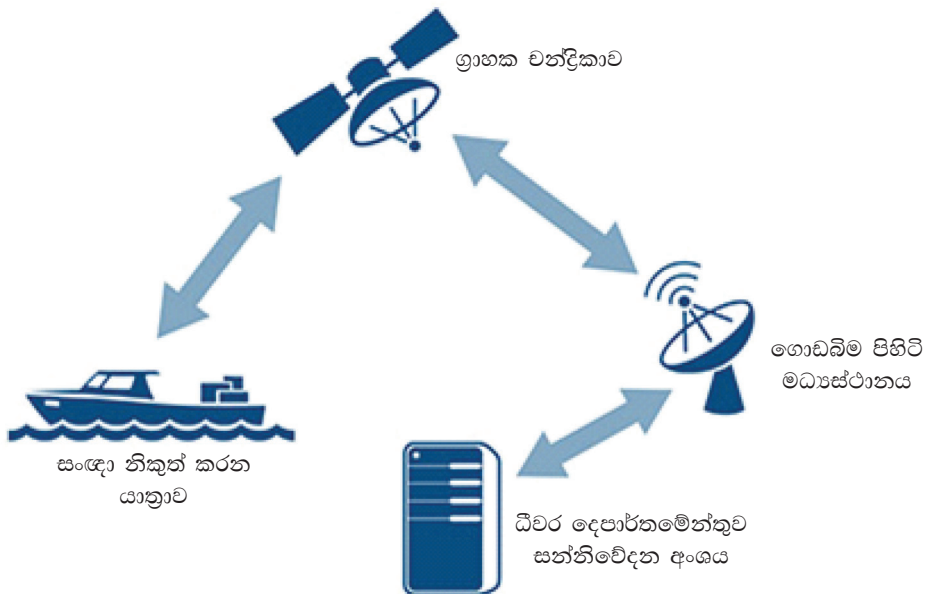 ග්‍රාහක චන්ද්‍රිකාව
ගොඩබිම පිහිටි
මධ්‍යස්ථානය
සංඥා නිකුත් කරන
යාත්‍රාව
ධීවර දෙපාර්තමේන්තුව
සන්නිවේදන අංශය